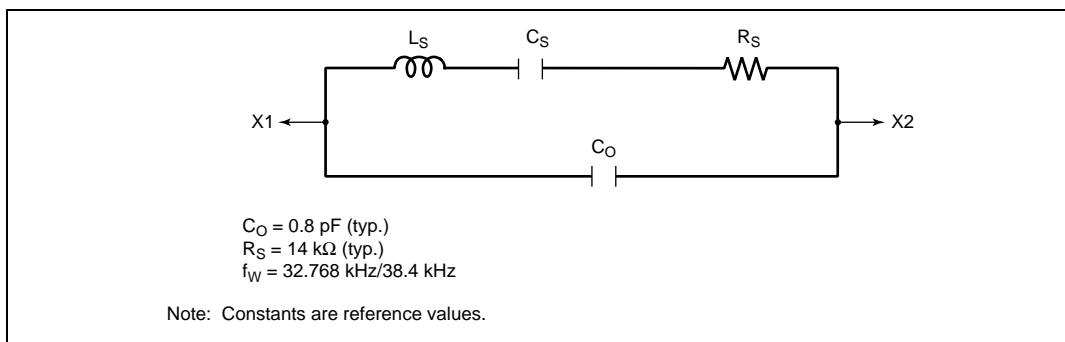 L_S C_S R_S
X1 X2
C_O
C_O = 0.8 pF (typ.)
R_S = 14 kΩ (typ.)
f_W = 32.768 kHz/38.4 kHz
Note: Constants are reference values.